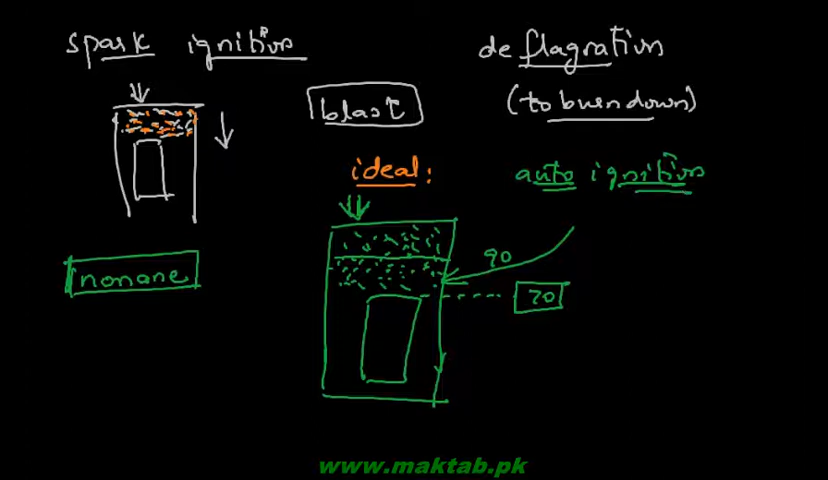 spark ignition
deflagration
blast
(to burn down)
ideal:
auto ignition
90
nonane
70
www.maktab.pk